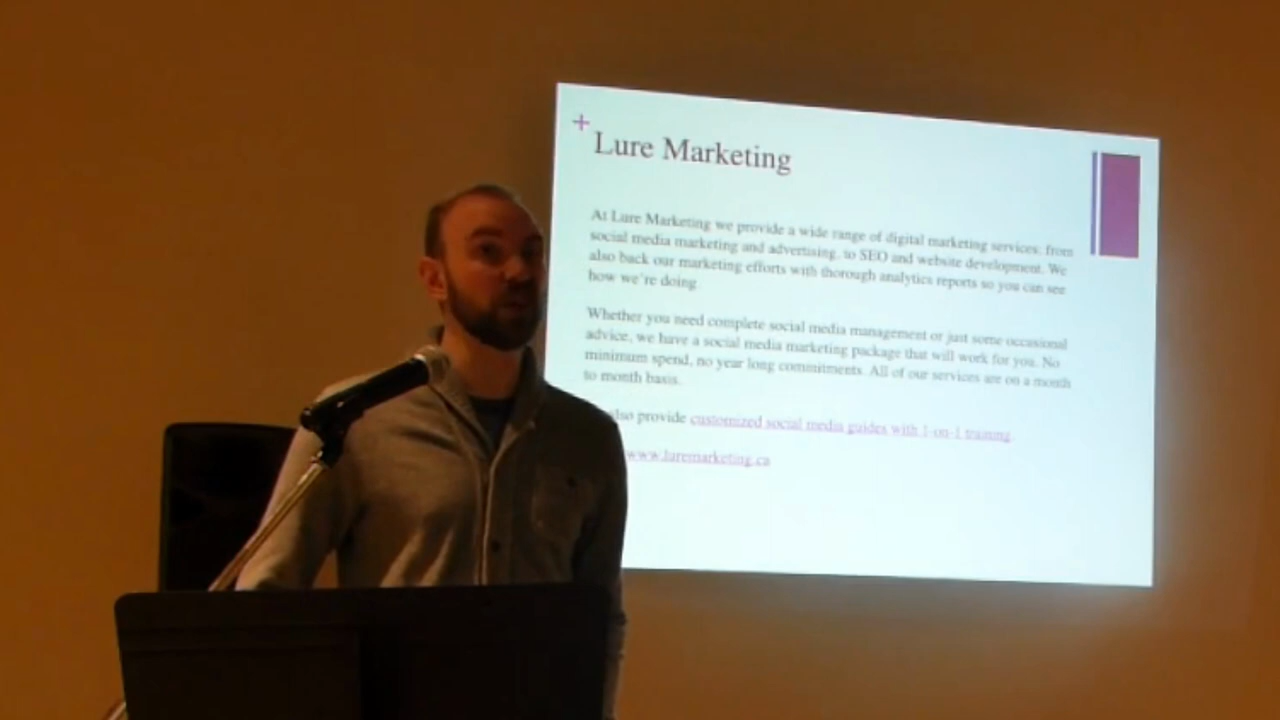 +
Lure Marketing
At Lure Marketing we provide a wide range of digital marketing services: from
social media marketing and advertising, to SEO and website development. We
also back our marketing efforts with thorough analytics reports so you can see
how we're doing.
Whether you need complete social media management or just some occasional
advice, we have a social media marketing package that will work for you. No
minimum spend, no year long commitments. All of our services are on a month
to month basis.
also provide customized social media guides with 1-on-1 training.
www.luremarketing.ca